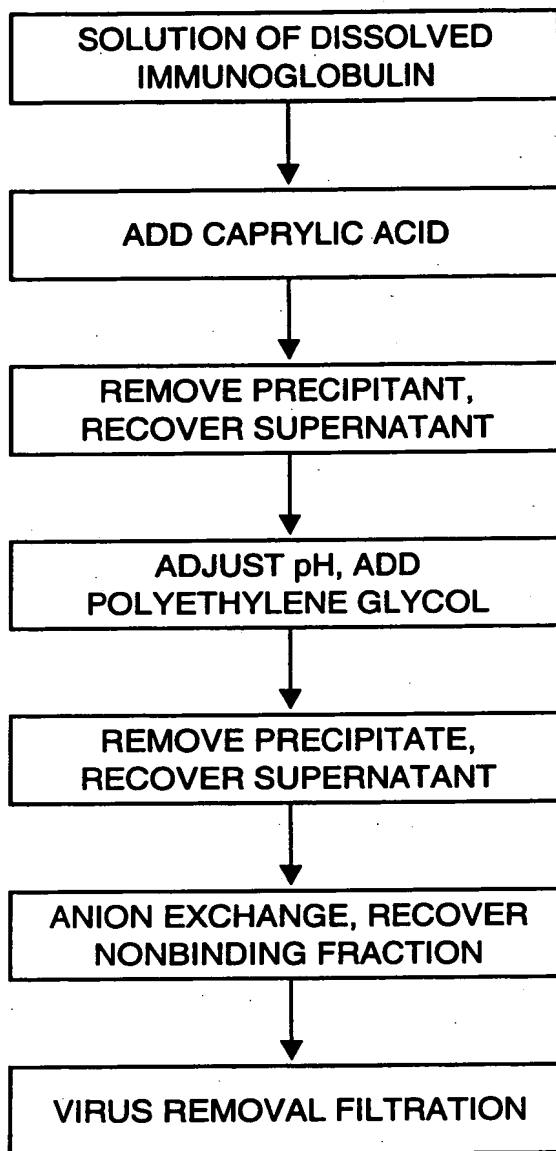 SOLUTION OF DISSOLVED
IMMUNOGLOBULIN
ADD CAPRYLIC ACID
REMOVE PRECIPITANT,
RECOVER SUPERNATANT
ADJUST pH, ADD
POLYETHYLENE GLYCOL
REMOVE PRECIPITATE,
RECOVER SUPERNATANT
ANION EXCHANGE, RECOVER
NONBINDING FRACTION
VIRUS REMOVAL FILTRATION